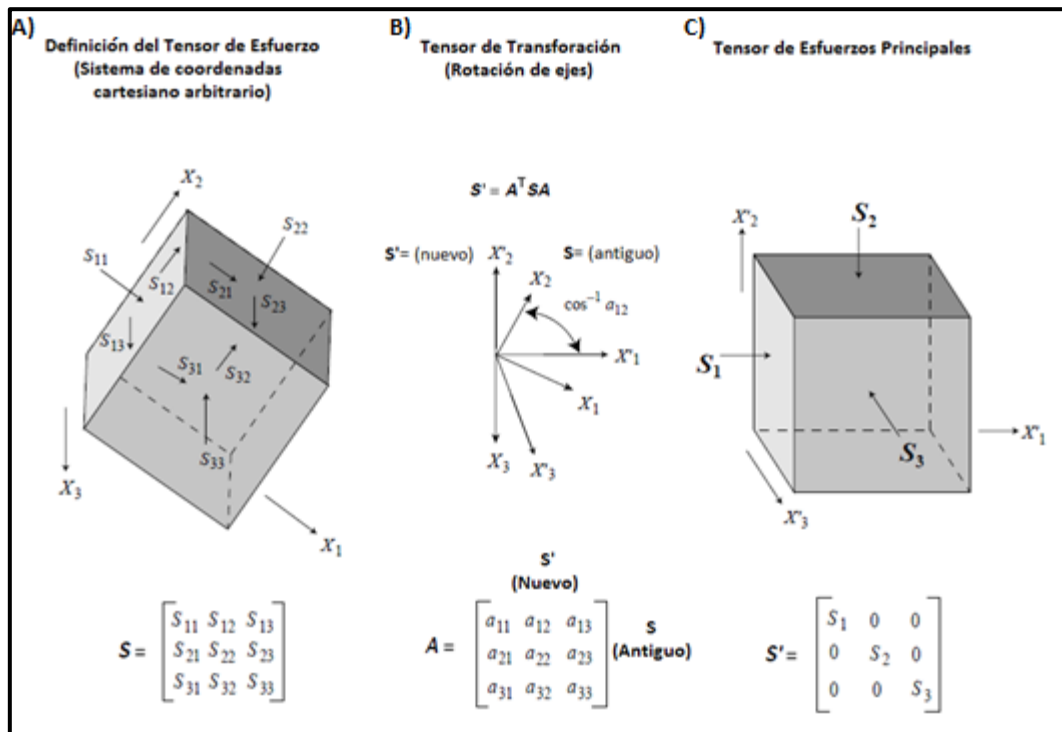 A)
Definición del Tensor de Esfuerzo
(Sistema de coordenadas
cartesiano arbitrario)
X₂
S₂₂
S₁₁
S₁₂
S₂₁
S₂₃
S₁₃
S₃₁
S₃₂
S₃₃
X₃
X₁
S = [S₁₁ S₁₂ S₁₃
S₂₁ S₂₂ S₂₃
S₃₁ S₃₂ S₃₃]
B)
Tensor de Transforación
(Rotación de ejes)
S' = AᵀSA
S'= (nuevo)
S= (antiguo)
X'₂
X₂
cos⁻¹ a₁₂
X'₁
X₁
X₃
X'₃
S'
(Nuevo)
A = [a₁₁ a₁₂ a₁₃
a₂₁ a₂₂ a₂₃
a₃₁ a₃₂ a₃₃]
S
(Antiguo)
C)
Tensor de Esfuerzos Principales
X'₂
S₂
S₁
S₃
X'₁
X'₃
S'= [S₁ 0 0
0 S₂ 0
0 0 S₃]